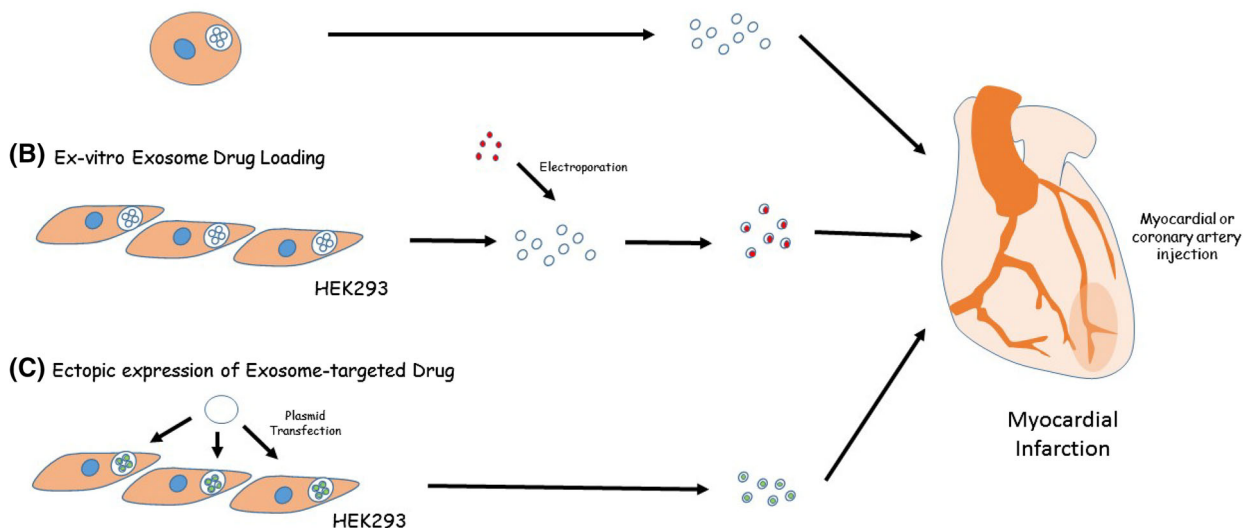 (B) Ex-vitro Exosome Drug Loading
Electroporation
HEK293
Myocardial or
coronary artery
injection
(C) Ectopic expression of Exosome-targeted Drug
Plasmid
Transfection
HEK293
Myocardial
Infarction